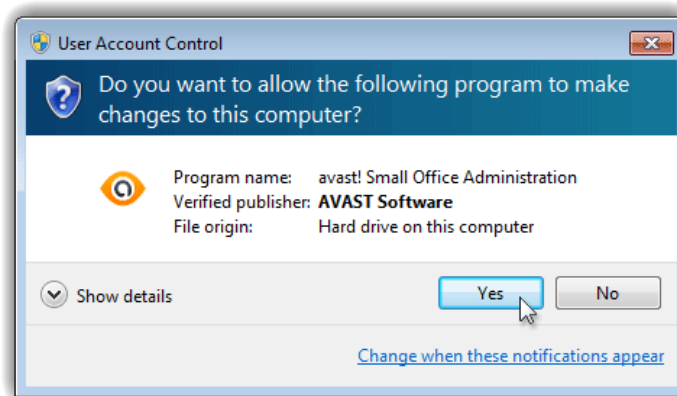 User Account Control
Do you want to allow the following program to make
changes to this computer?
Program name: avast! Small Office Administration
Verified publisher: AVAST Software
File origin: Hard drive on this computer
Show details
Yes
No
Change when these notifications appear